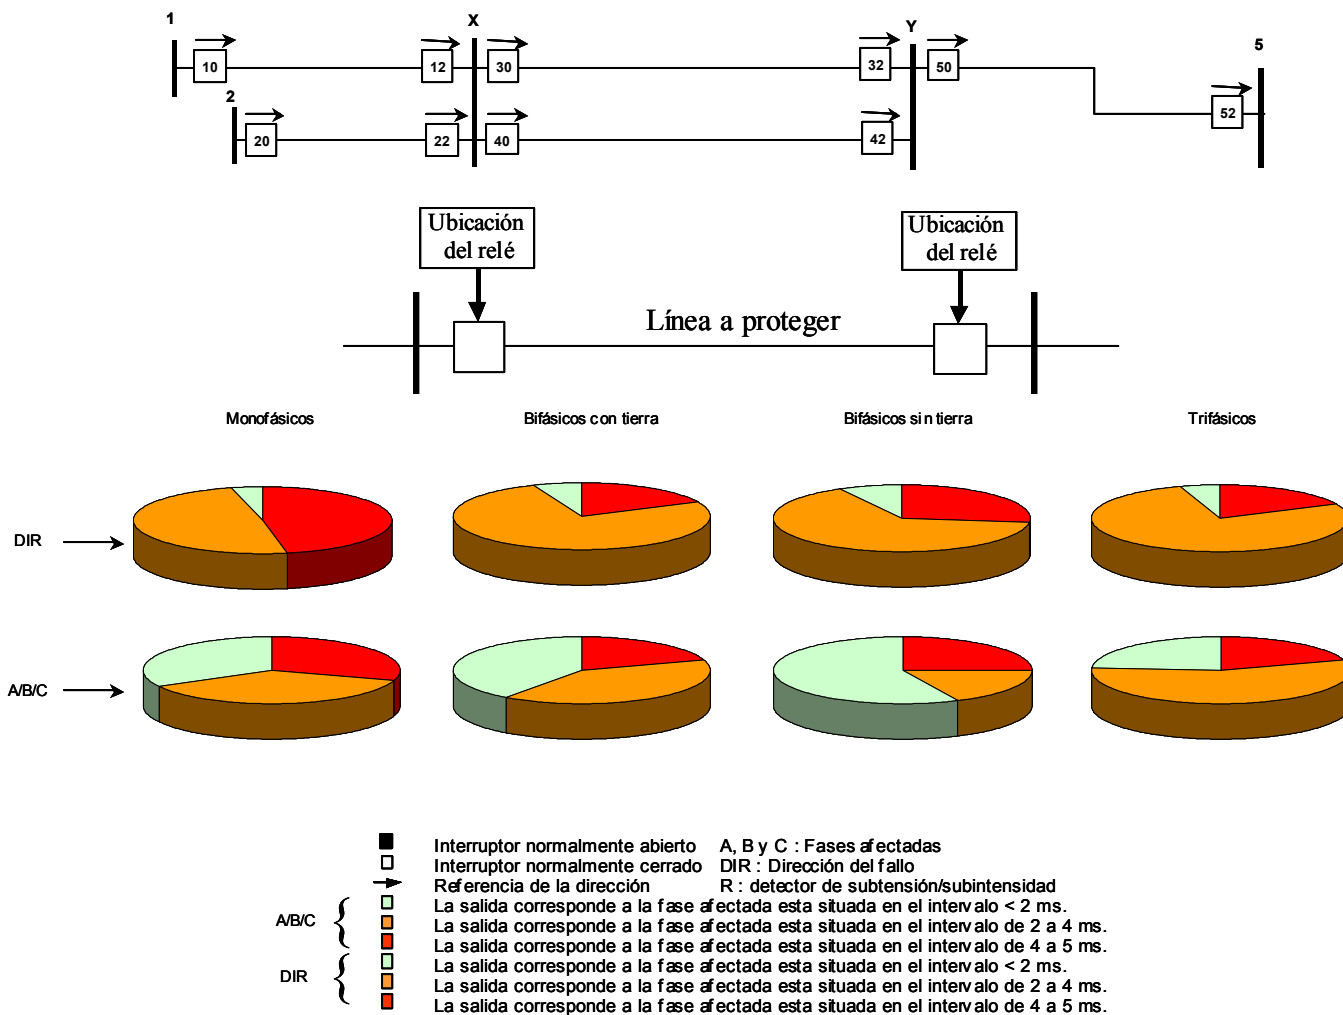 1
X
Y
5
10
12
30
32
50
2
20
22
40
42
52
Ubicación
del relé
Ubicación
del relé
Línea a proteger
Monofásicos
Bifásicos con tierra
Bifásicos sin tierra
Trifásicos
DIR
A/B/C
Interruptor normalmente abierto
A, B y C : Fases afectadas
Interruptor normalmente cerrado
DIR : Dirección del fallo
Referencia de la dirección
R : detector de subtensión/subintensidad
A/B/C
La salida corresponde a la fase afectada esta situada en el intervalo < 2 ms.
La salida corresponde a la fase afectada esta situada en el intervalo de 2 a 4 ms.
La salida corresponde a la fase afectada esta situada en el intervalo de 4 a 5 ms.
DIR
La salida corresponde a la fase afectada esta situada en el intervalo < 2 ms.
La salida corresponde a la fase afectada esta situada en el intervalo de 2 a 4 ms.
La salida corresponde a la fase afectada esta situada en el intervalo de 4 a 5 ms.